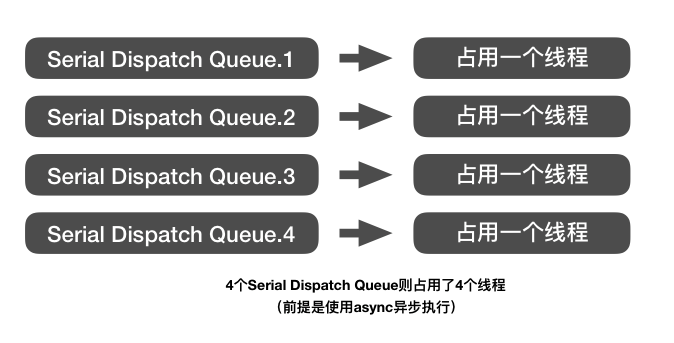 Serial Dispatch Queue.1 占用一个线程
Serial Dispatch Queue.2 占用一个线程
Serial Dispatch Queue.3 占用一个线程
Serial Dispatch Queue.4 占用一个线程
4个Serial Dispatch Queue则占用了4个线程
（前提是使用async异步执行）